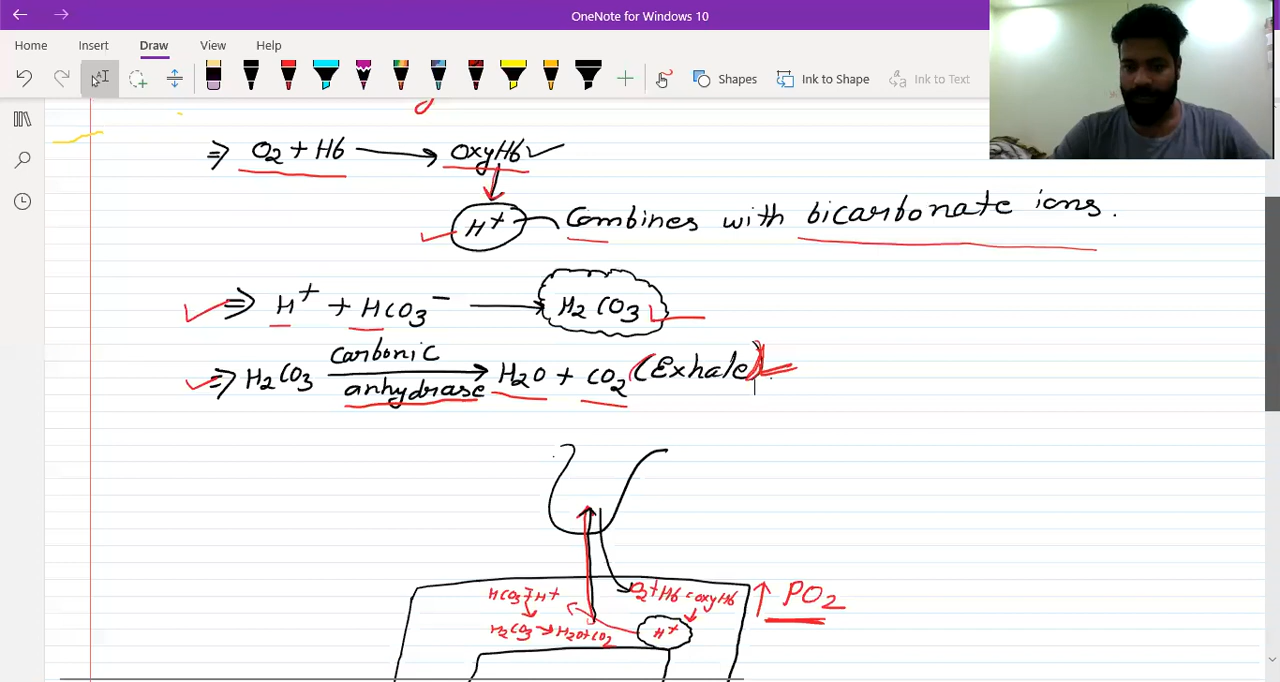 OneNote for Windows 10
Home Insert Draw View Help
Shapes Ink to Shape Ink to Text
⇒ O2 + Hb → OxyHb ✓
H+ Combines with bicarbonate ions.
⇒ H+ + HCO3− → H2CO3
⇒ H2CO3 carbonic anhydrase → H2O + CO2 (Exhale)
HCO3−+H+ O2+Hb=oxyHb ↑ PO2
H2CO3→H2O+CO2 H+